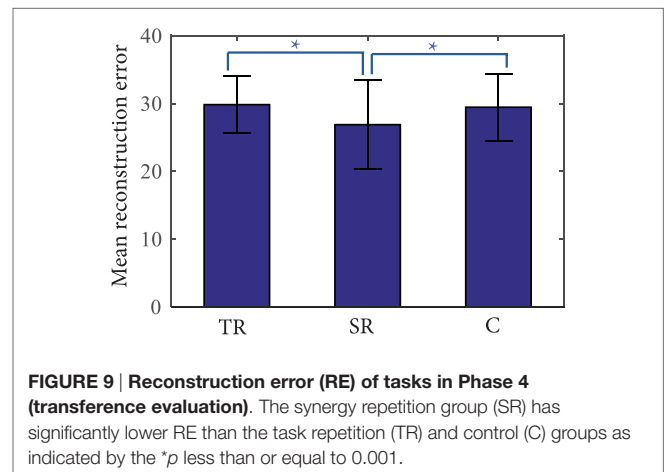 40
30
20
10
0
Mean reconstruction error
* *
TR SR C
FIGURE 9 | Reconstruction error (RE) of tasks in Phase 4
(transference evaluation). The synergy repetition group (SR) has
significantly lower RE than the task repetition (TR) and control (C) groups as
indicated by the *p less than or equal to 0.001.